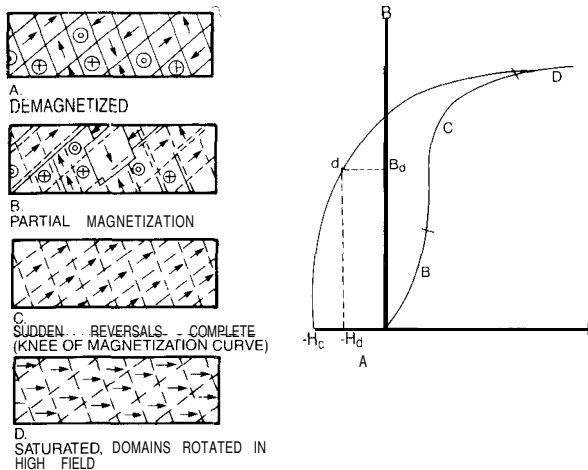 A.
DEMAGNETIZED
B.
PARTIAL MAGNETIZATION
C.
SUDDEN REVERSALS COMPLETE
(KNEE OF MAGNETIZATION CURVE)
D.
SATURATED, DOMAINS ROTATED IN
HIGH FIELD
B
D
C
d
Bd
B
-Hc
-Hd
A